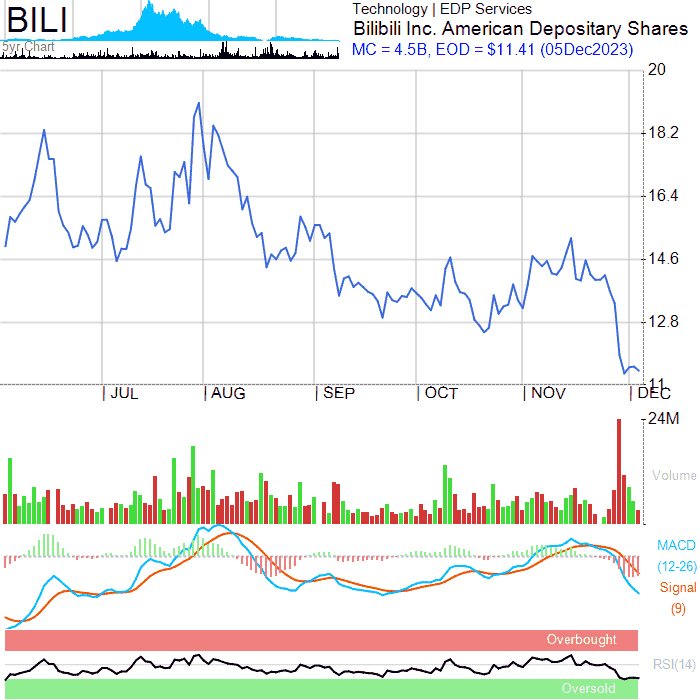 BILI
5yr Chart
Technology | EDP Services
Bilibili Inc. American Depositary Shares
MC = 4.5B, EOD = $11.41 (05Dec2023)
20
18.2
16.4
14.6
12.8
11
| JUL | AUG | SEP | OCT | NOV | DEC
24M
Volume
MACD
(12-26)
Signal
(9)
Overbought
RSI(14)
Oversold